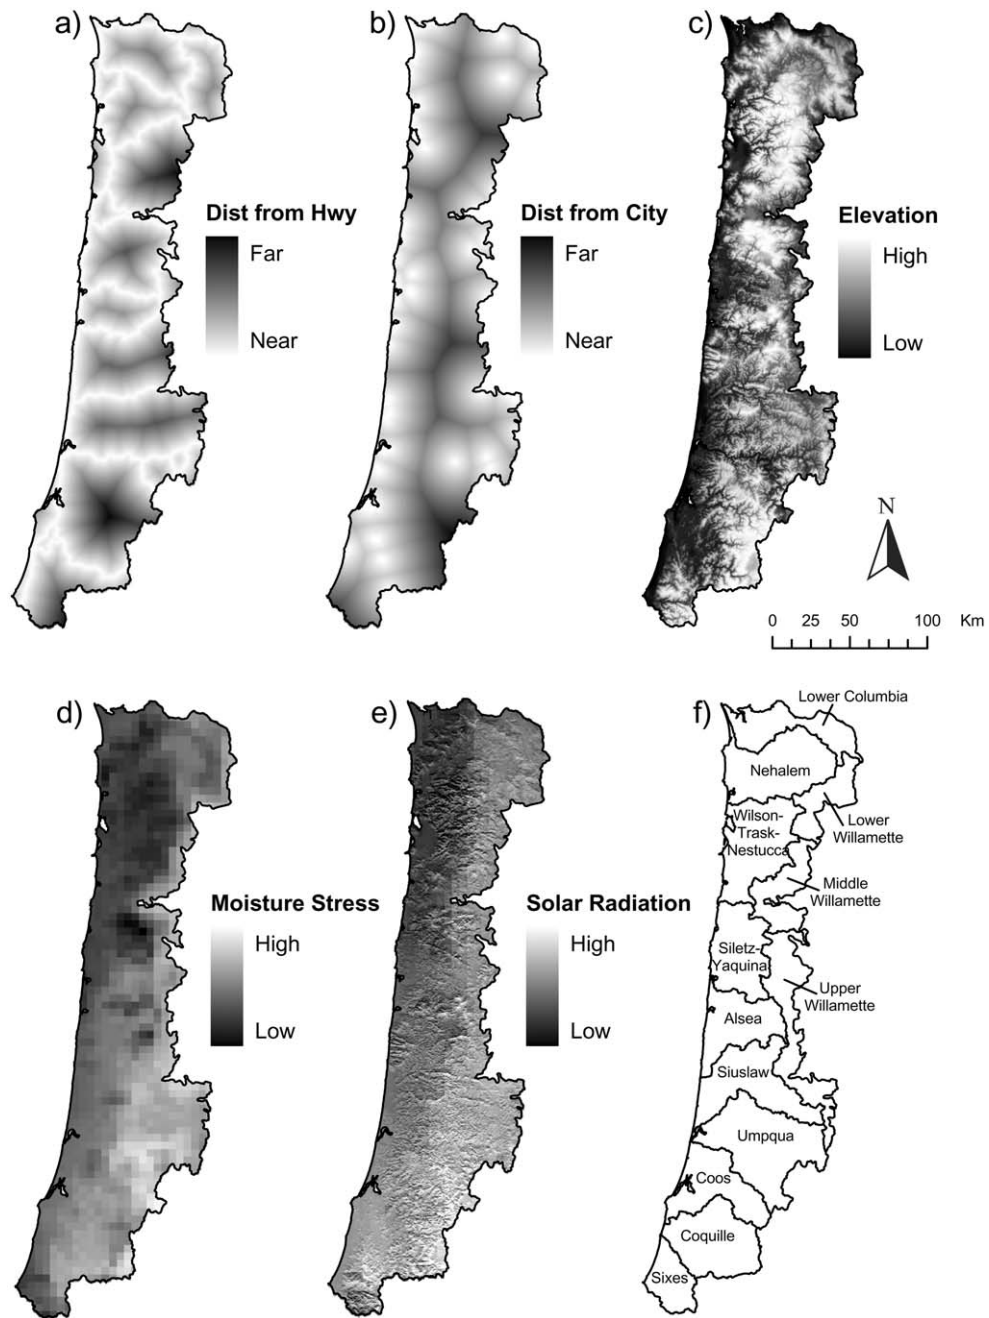 a)
Dist from Hwy
Far
Near
b)
Dist from City
Far
Near
c)
Elevation
High
Low
N
0 25 50 100 Km
d)
Moisture Stress
High
Low
e)
Solar Radiation
High
Low
f)
Lower Columbia
Nehalem
Wilson-
Trask-
Nestucca
Lower
Willamette
Middle
Willamette
Siletz-
Yaquina
Upper
Willamette
Alsea
Siuslaw
Umpqua
Coos
Coquille
Sixes